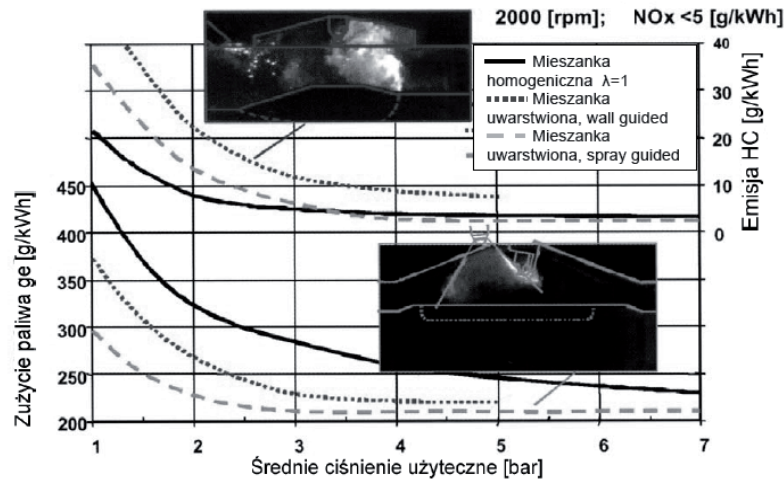 2000 [rpm]; NOx <5 [g/kWh]
Mieszanka
homogeniczna λ=1
Mieszanka
uwarstwiona, wall guided
Mieszanka
uwarstwiona, spray guided
40
30
20
10
5
0
Emisja HC [g/kWh]
450
400
350
300
250
200
Zużycie paliwa ge [g/kWh]
1 2 3 4 5 6 7
Średnie ciśnienie użyteczne [bar]